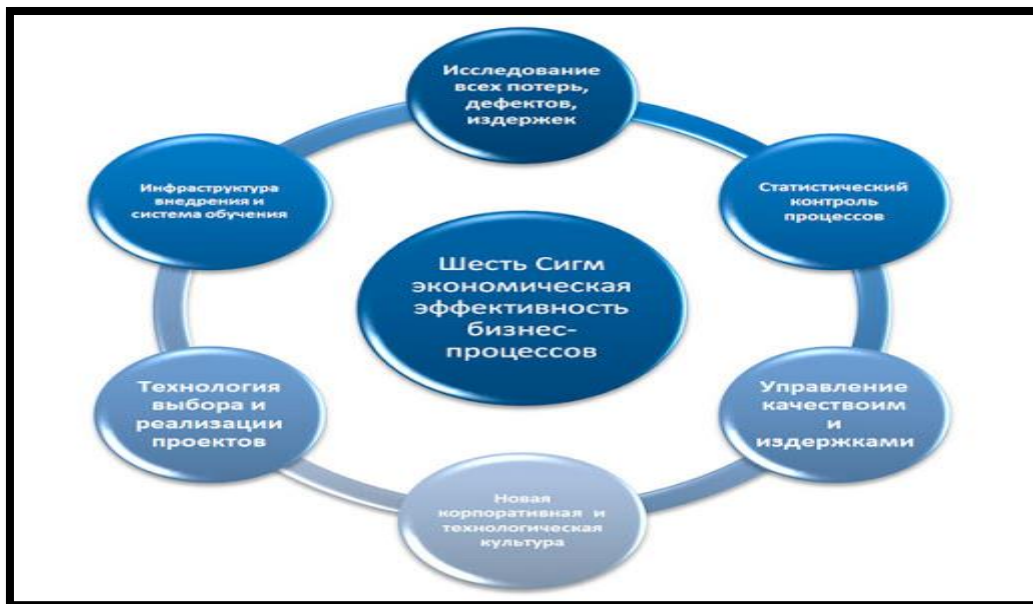 Исследование
всех потерь,
дефектов,
издержек
Инфраструктура
внедрения и
система обучения
Статистический
контроль
процессов
Шесть Сигм
экономическая
эффективность
бизнес-
процессов
Технология
выбора и
реализации
проектов
Управление
качествоим
и
издержками
Новая
корпоративная и
технологическая
культура